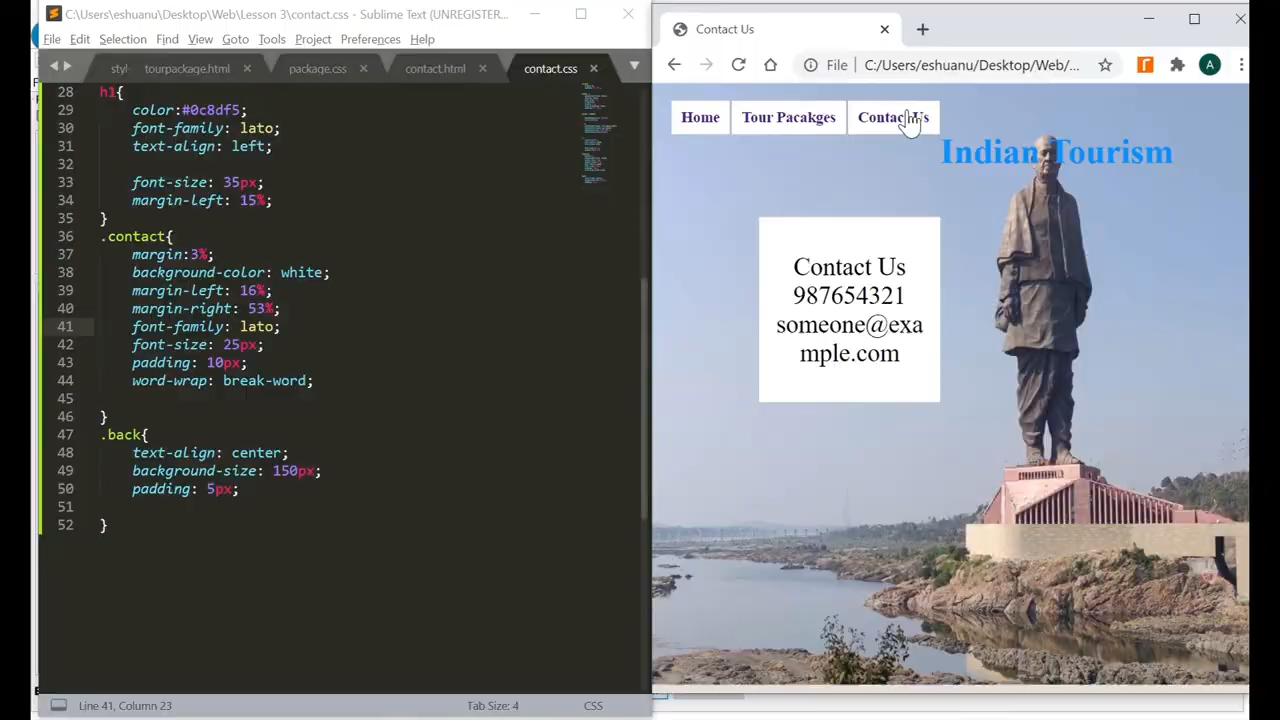 C:\Users\eshuanu\Desktop\Web\Lesson 3\contact.css - Sublime Text (UNREGISTER...
File Edit Selection Find View Goto Tools Project Preferences Help
styl tourpackage.html package.css contact.html contact.css
28 h1{
29 color:#0c8df5;
30 font-family: lato;
31 text-align: left;
32
33 font-size: 35px;
34 margin-left: 15%;
35 }
36 .contact{
37 margin:3%;
38 background-color: white;
39 margin-left: 16%;
40 margin-right: 53%;
41 font-family: lato;
42 font-size: 25px;
43 padding: 10px;
44 word-wrap: break-word;
45
46 }
47 .back{
48 text-align: center;
49 background-size: 150px;
50 padding: 5px;
51
52 }
Line 41, Column 23 Tab Size: 4 CSS
Contact Us
File C:/Users/eshuanu/Desktop/Web/... A
Home Tour Pacakges Contact Us
Indian Tourism
Contact Us
987654321
someone@exa
mple.com